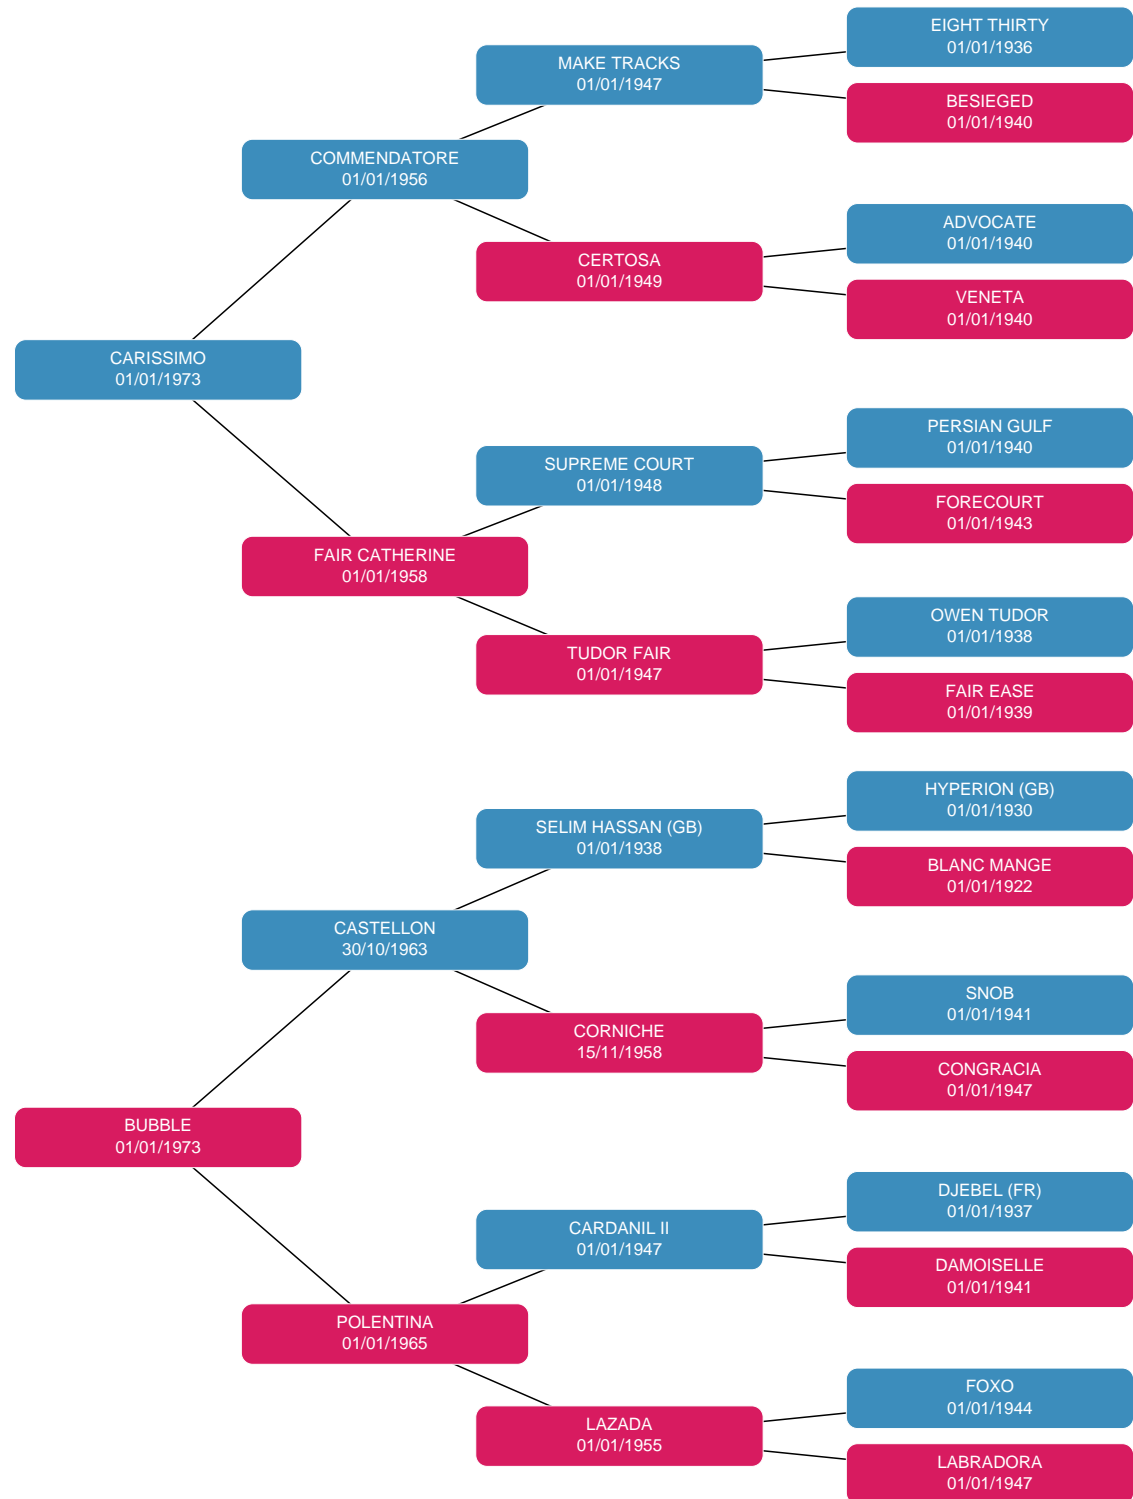 EIGHT THIRTY
01/01/1936
MAKE TRACKS
01/01/1947
BESIEGED
01/01/1940
COMMENDATORE
01/01/1956
ADVOCATE
01/01/1940
CERTOSA
01/01/1949
VENETA
01/01/1940
CARISSIMO
01/01/1973
PERSIAN GULF
01/01/1940
SUPREME COURT
01/01/1948
FORECOURT
01/01/1943
FAIR CATHERINE
01/01/1958
OWEN TUDOR
01/01/1938
TUDOR FAIR
01/01/1947
FAIR EASE
01/01/1939
HYPERION (GB)
01/01/1930
SELIM HASSAN (GB)
01/01/1938
BLANC MANGE
01/01/1922
CASTELLON
30/10/1963
SNOB
01/01/1941
CORNICHE
15/11/1958
CONGRACIA
01/01/1947
BUBBLE
01/01/1973
DJEBEL (FR)
01/01/1937
CARDANIL II
01/01/1947
DAMOISELLE
01/01/1941
POLENTINA
01/01/1965
FOXO
01/01/1944
LAZADA
01/01/1955
LABRADORA
01/01/1947